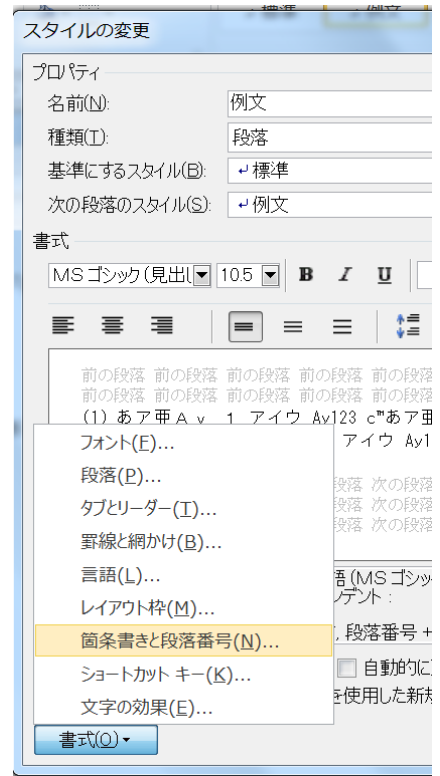 スタイルの変更
プロパティ
名前(N): 例文
種類(T): 段落
基準にするスタイル(B): ↵標準
次の段落のスタイル(S): ↵例文
書式
MS ゴシック (見出し 10.5 B I U
前の段落 前の段落 前の段落 前の段落 前の段落
前の段落 前の段落 前の段落 前の段落 前の段落
(1) あア亜Ａｙ 1 アイウ Ay123 c™あア亜
アイウ Ay1
フォント(F)...
段落(P)...
タブとリーダー(T)...
罫線と網かけ(B)...
言語(L)...
レイアウト枠(M)...
箇条書きと段落番号(N)...
ショートカット キー(K)...
文字の効果(E)...
段落 次の段落
段落 次の段落
段落 次の段落
語 (MS ゴシッ
ンデント :
, 段落番号 +
自動的に
を使用した新規
書式(O)